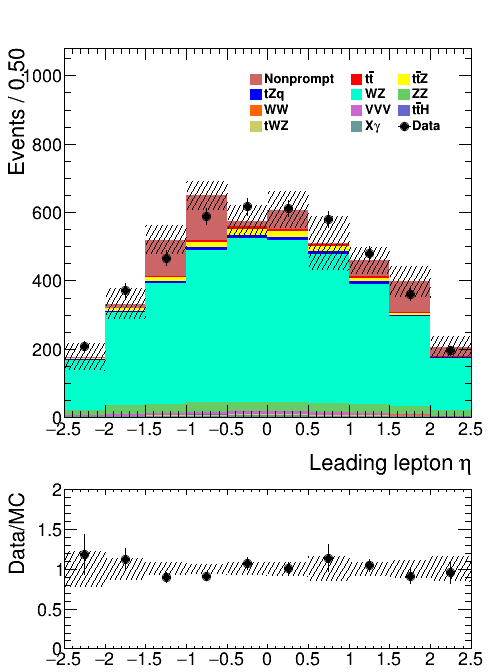 Events / 0.50
1000
800
600
400
200
0
Nonprompt tt̄ tt̄Z
tZq WZ ZZ
WW VVV tt̄H
tWZ Xγ Data
−2.5 −2 −1.5 −1 −0.5 0 0.5 1 1.5 2 2.5
Leading lepton η
Data/MC
2
1.5
1
0.5
0
−2.5 −2 −1.5 −1 −0.5 0 0.5 1 1.5 2 2.5